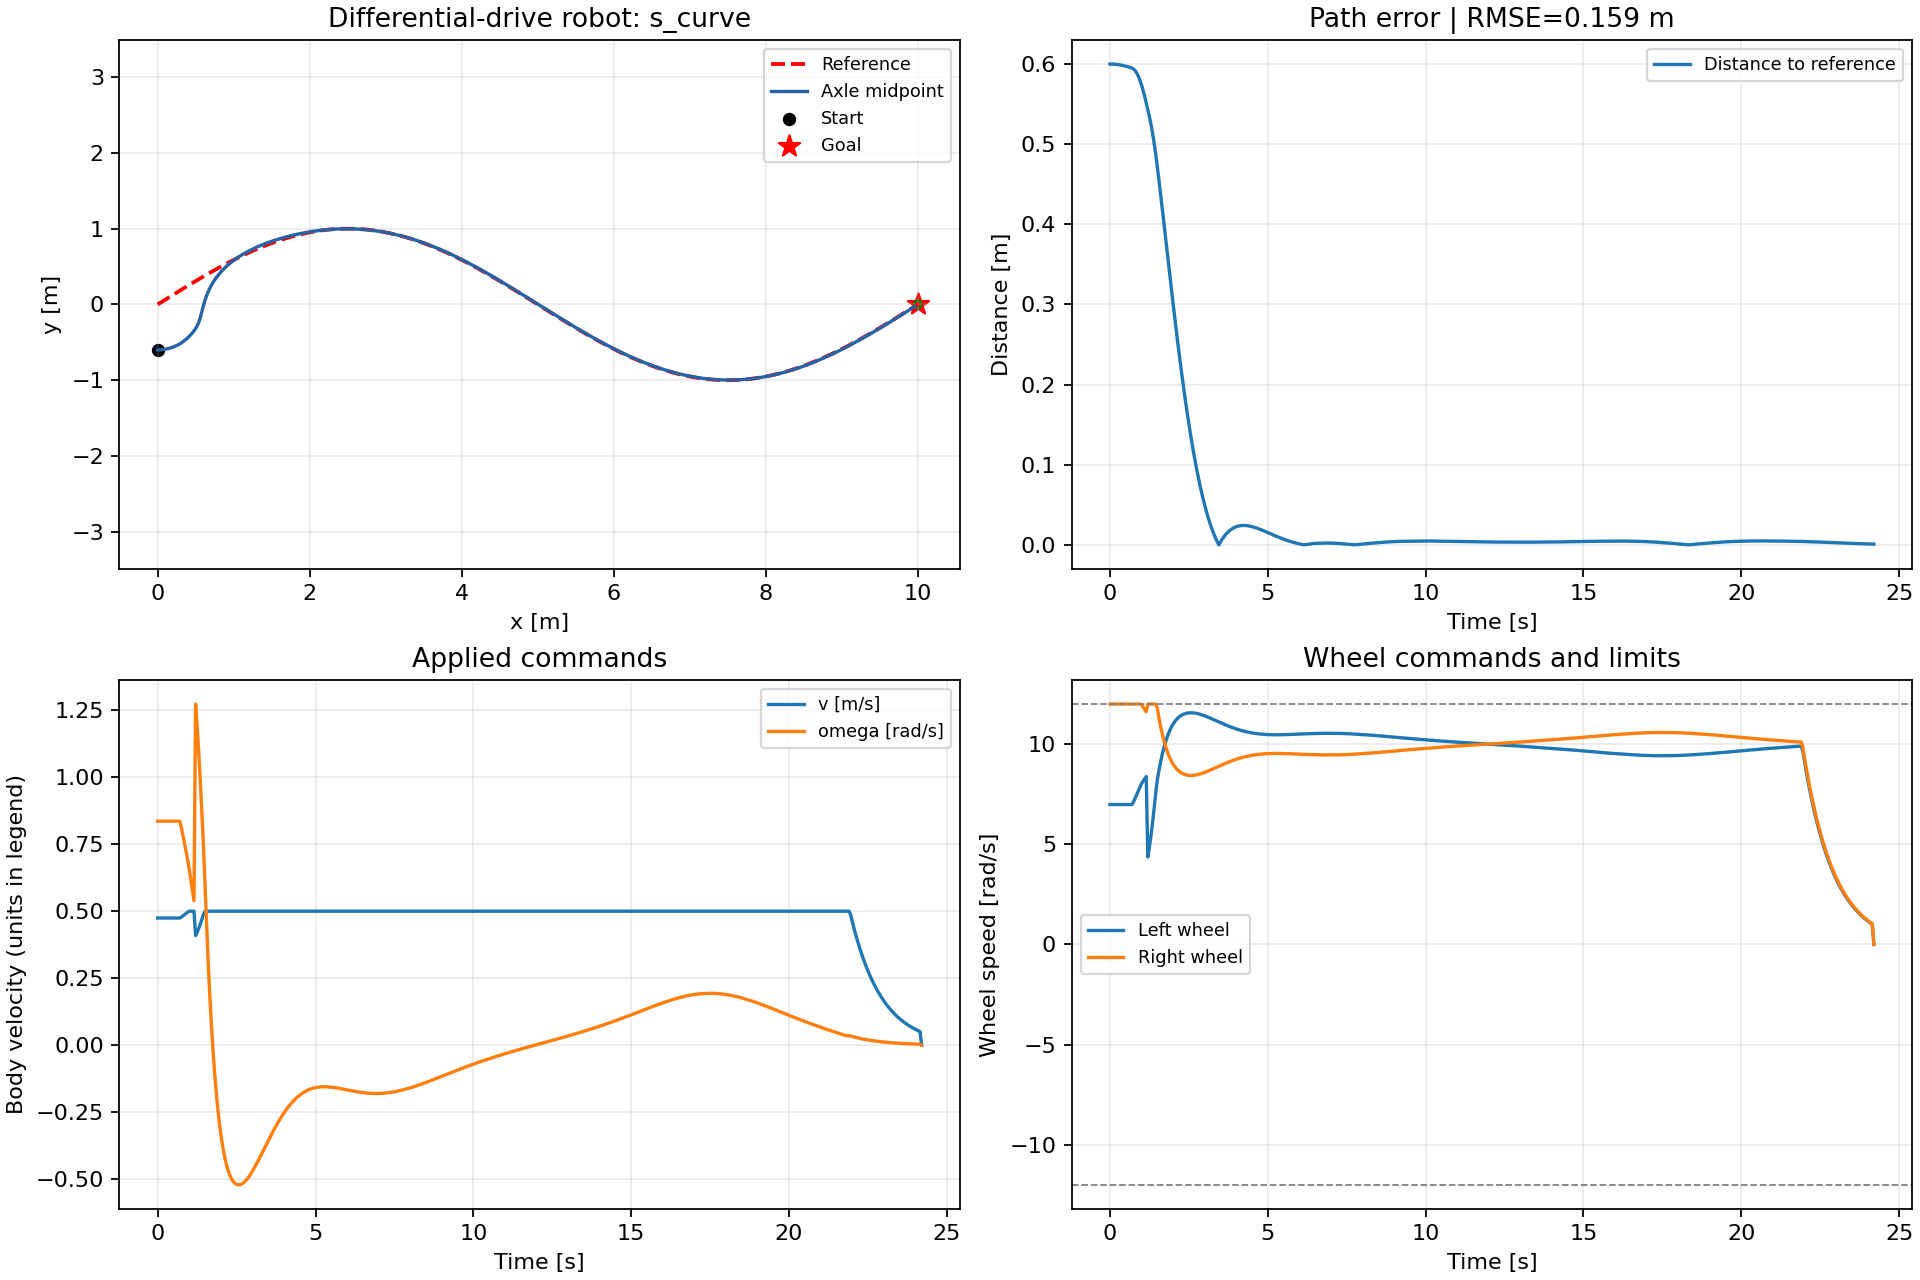 Differential-drive robot: s_curve
Reference
Axle midpoint
Start
Goal
3
2
1
0
−1
−2
−3
y [m]
0 2 4 6 8 10
x [m]
Path error | RMSE=0.159 m
Distance to reference
0.6
0.5
0.4
0.3
0.2
0.1
0.0
Distance [m]
0 5 10 15 20 25
Time [s]
Applied commands
v [m/s]
omega [rad/s]
1.25
1.00
0.75
0.50
0.25
0.00
−0.25
−0.50
Body velocity (units in legend)
0 5 10 15 20 25
Time [s]
Wheel commands and limits
10
5
0
−5
−10
Wheel speed [rad/s]
Left wheel
Right wheel
0 5 10 15 20 25
Time [s]